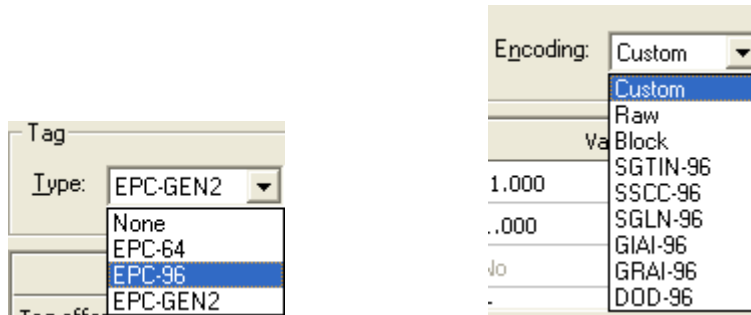 Tag
Type: EPC-GEN2
None
EPC-64
EPC-96
EPC-GEN2
Encoding: Custom
Custom
Raw
Block
SGTIN-96
SSCC-96
SGLN-96
GIAI-96
GRAI-96
DOD-96
Va
1.000
.000
No